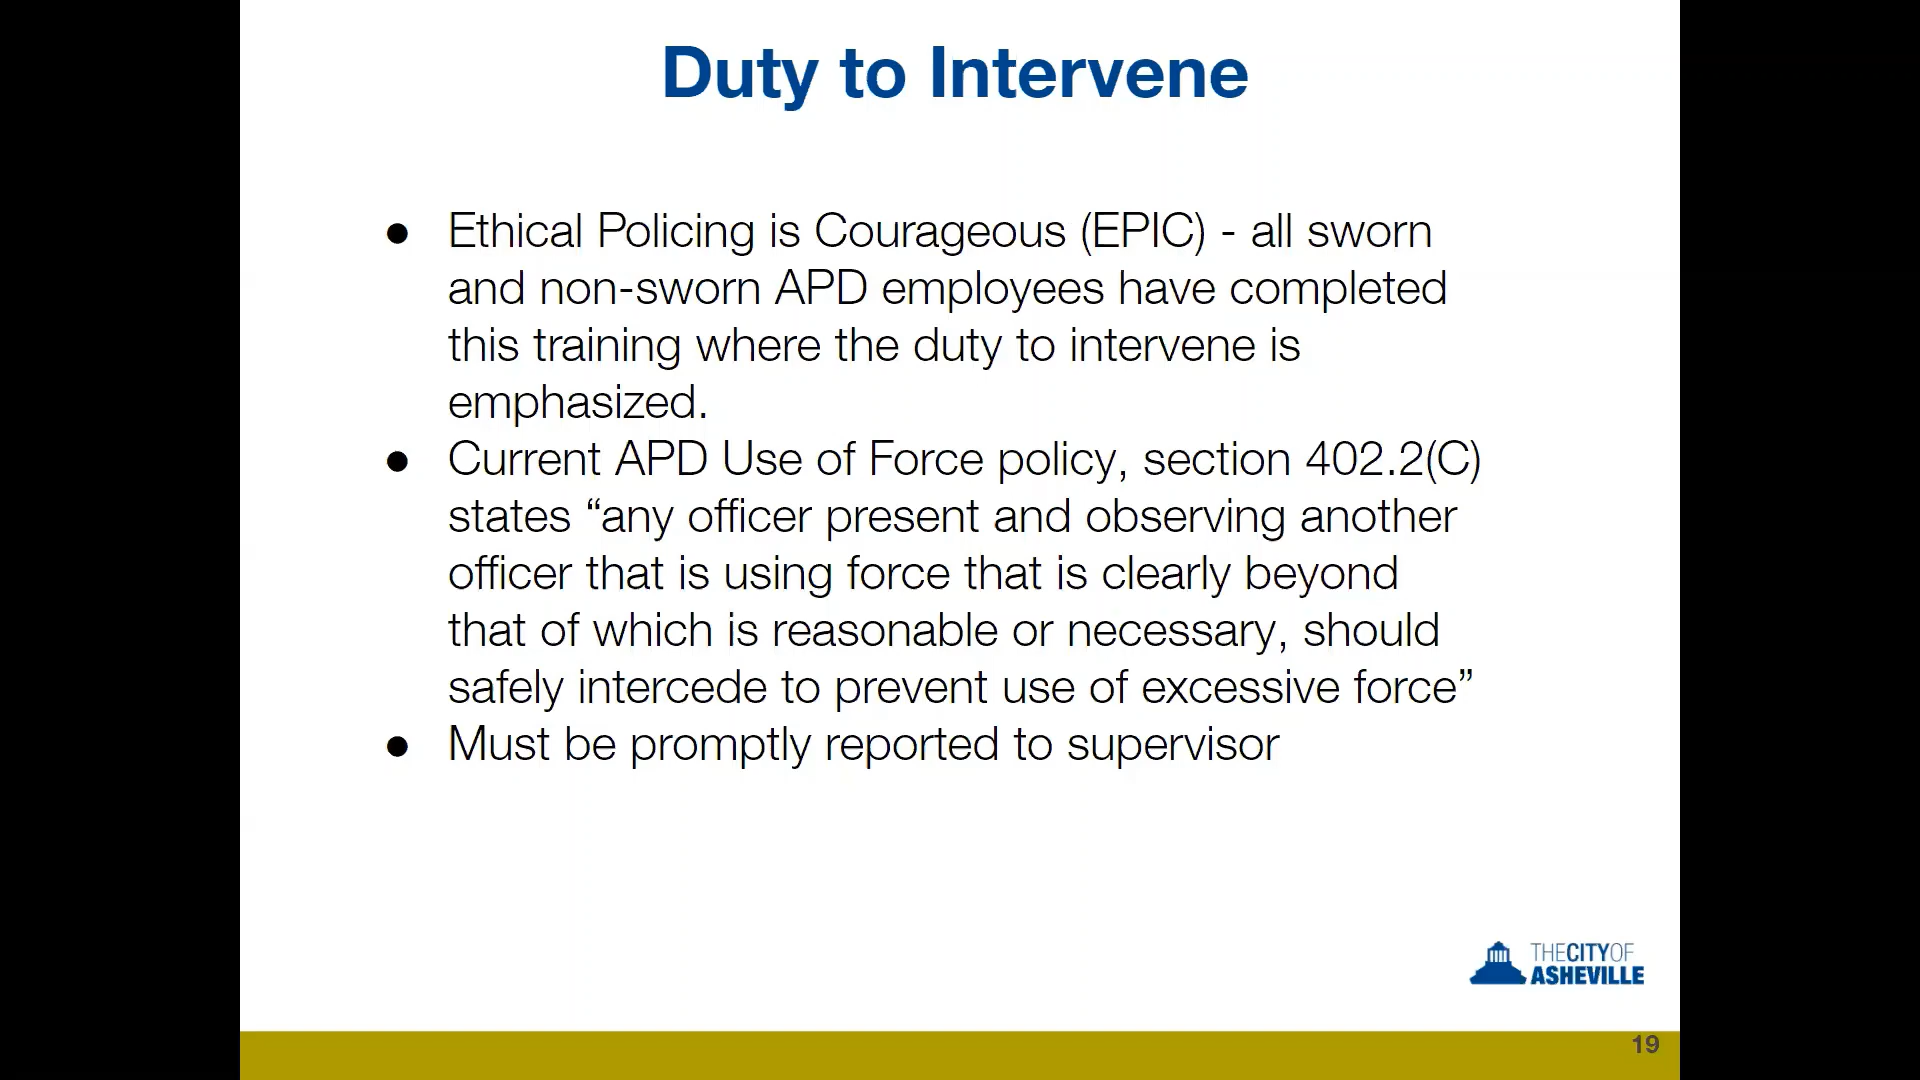 Duty to Intervene
● Ethical Policing is Courageous (EPIC) - all sworn
and non-sworn APD employees have completed
this training where the duty to intervene is
emphasized.
● Current APD Use of Force policy, section 402.2(C)
states “any officer present and observing another
officer that is using force that is clearly beyond
that of which is reasonable or necessary, should
safely intercede to prevent use of excessive force”
● Must be promptly reported to supervisor
THECITYOF
ASHEVILLE
19